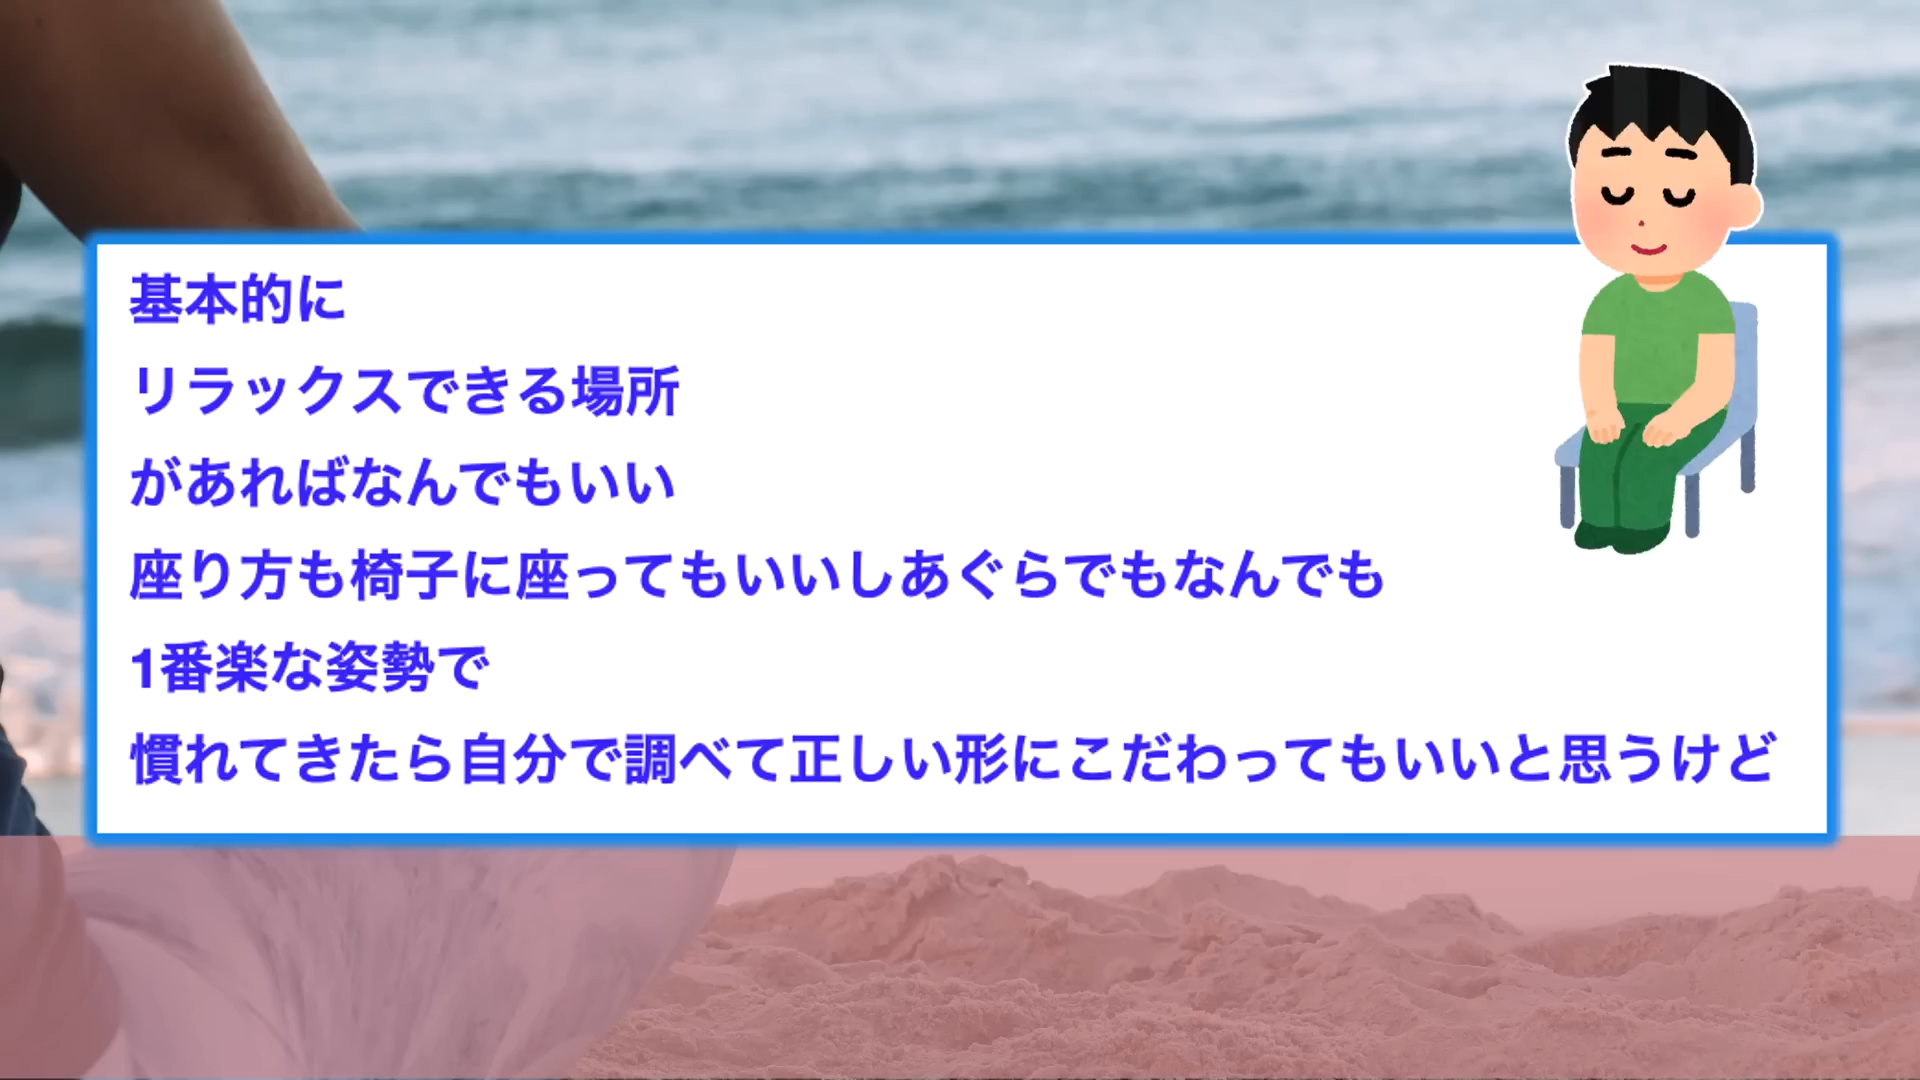 基本的に
リラックスできる場所
があればなんでもいい
座り方も椅子に座ってもいいしあぐらでもなんでも
1番楽な姿勢で
慣れてきたら自分で調べて正しい形にこだわってもいいと思うけど